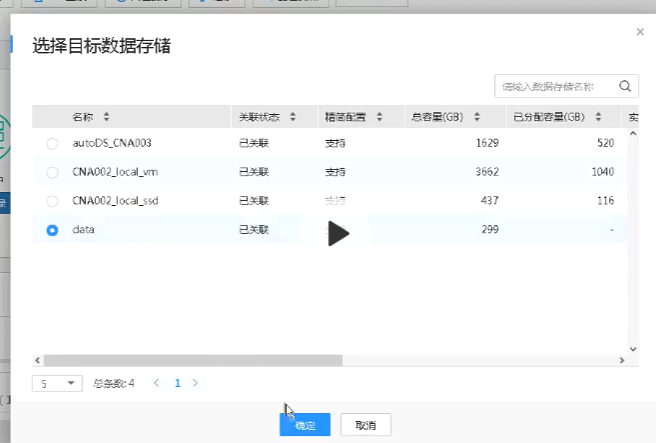 选择目标数据存储
请输入数据存储名称
名称 关联状态 精简配置 总容量(GB) 已分配容量(GB) 实
autoDS_CNA003 已关联 支持 1629 520
CNA002_local_vm 已关联 支持 3662 1040
CNA002_local_ssd 已关联 支持 437 116
data 已关联 299 -
5 总条数: 4 1
确定 取消